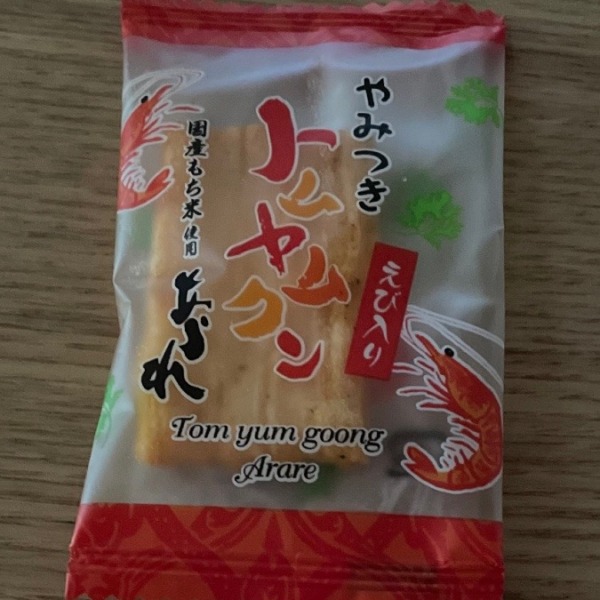 やみつき
トムヤムクン
えび入り
国産もち米使用
あられ
Tom yum goong
Arare